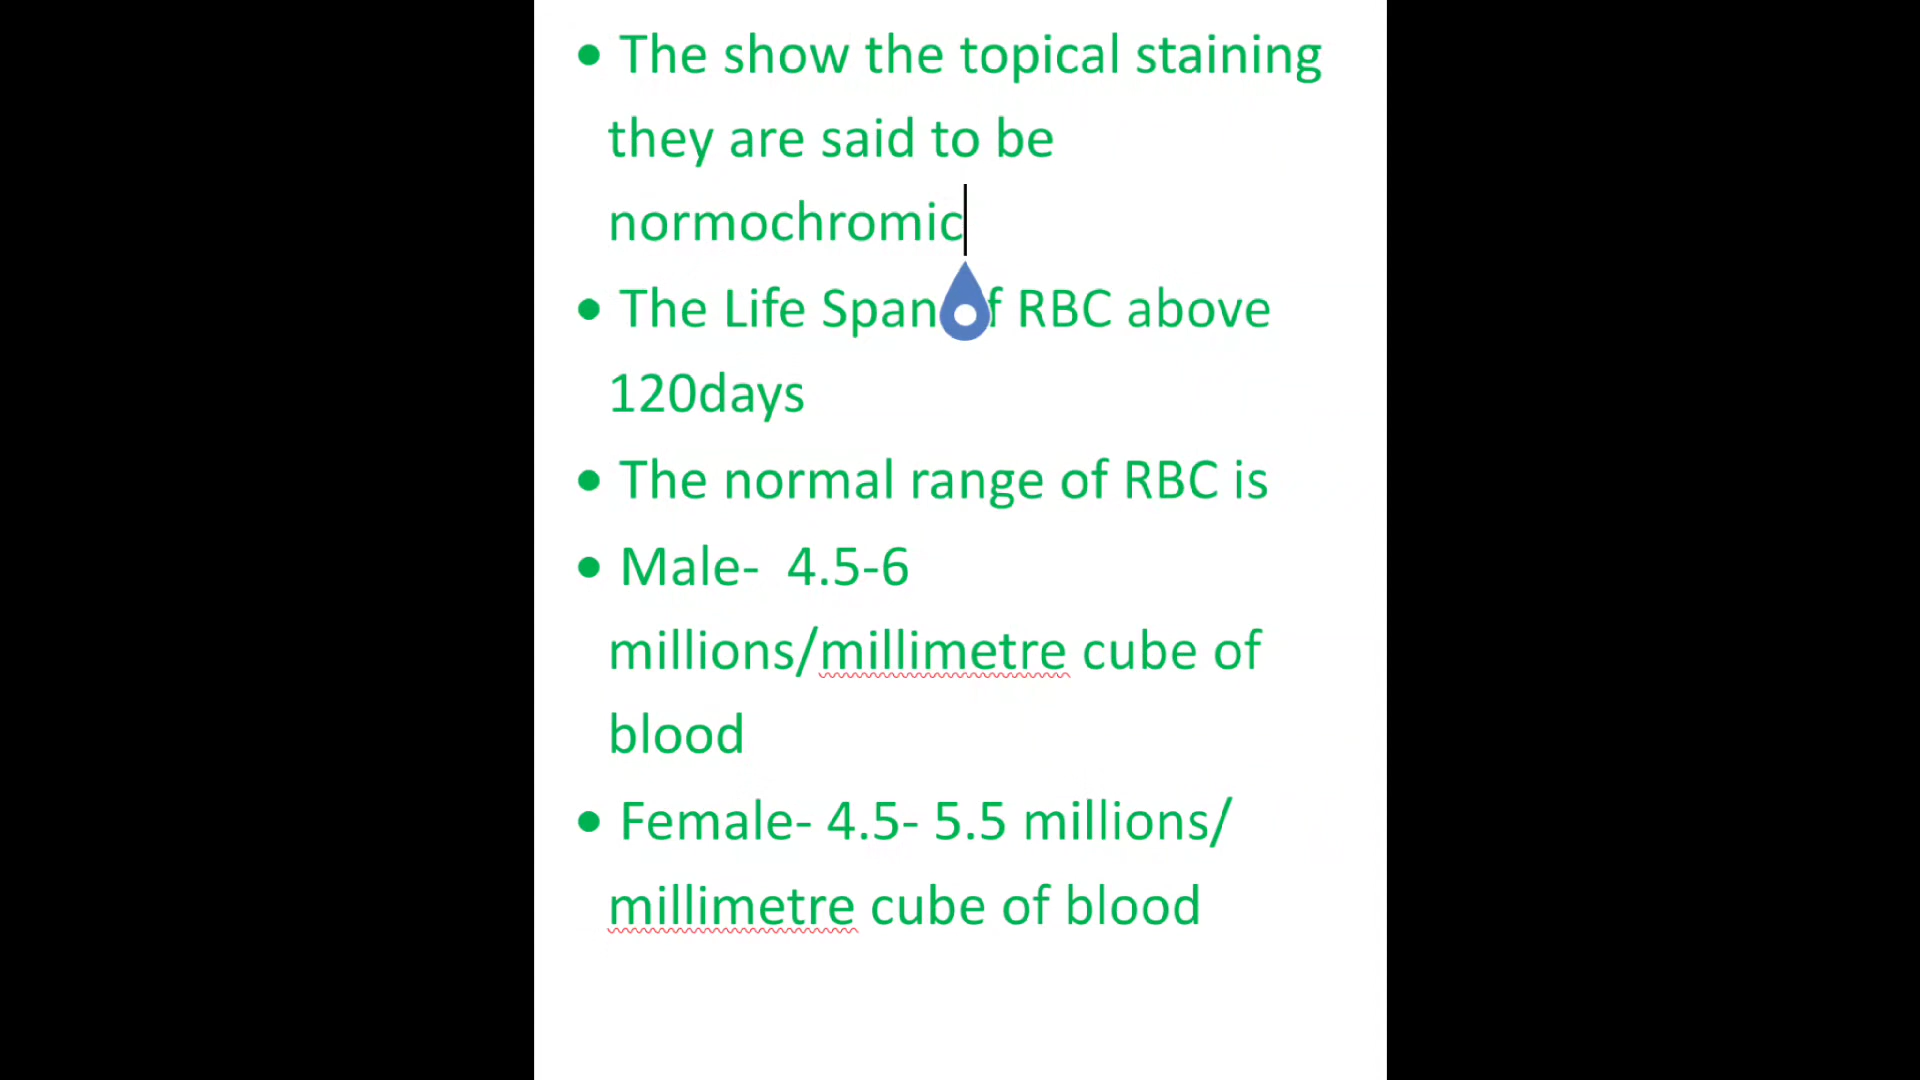 • The show the topical staining
they are said to be
normochromic
• The Life Span of RBC above
120days
• The normal range of RBC is
• Male-  4.5-6
millions/millimetre cube of
blood
• Female- 4.5- 5.5 millions/
millimetre cube of blood